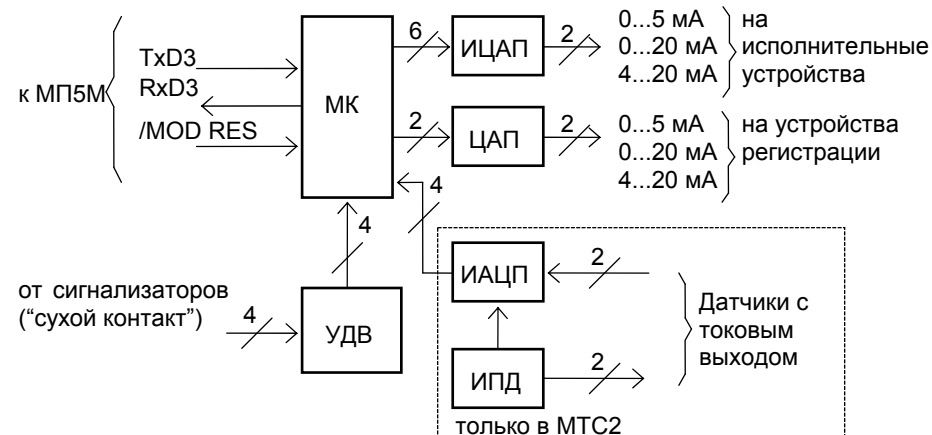 6
ИЦАП
2
0...5 мА
0...20 мА
4...20 мА
на
исполнительные
устройства
TxD3
RxD3
/MOD RES
к МП5М
МК
2
ЦАП
2
0...5 мА
0...20 мА
4...20 мА
на устройства
регистрации
4
4
от сигнализаторов
(“сухой контакт”)
4
УДВ
ИАЦП
2
ИПД
2
Датчики с
токовым
выходом
только в МТС2